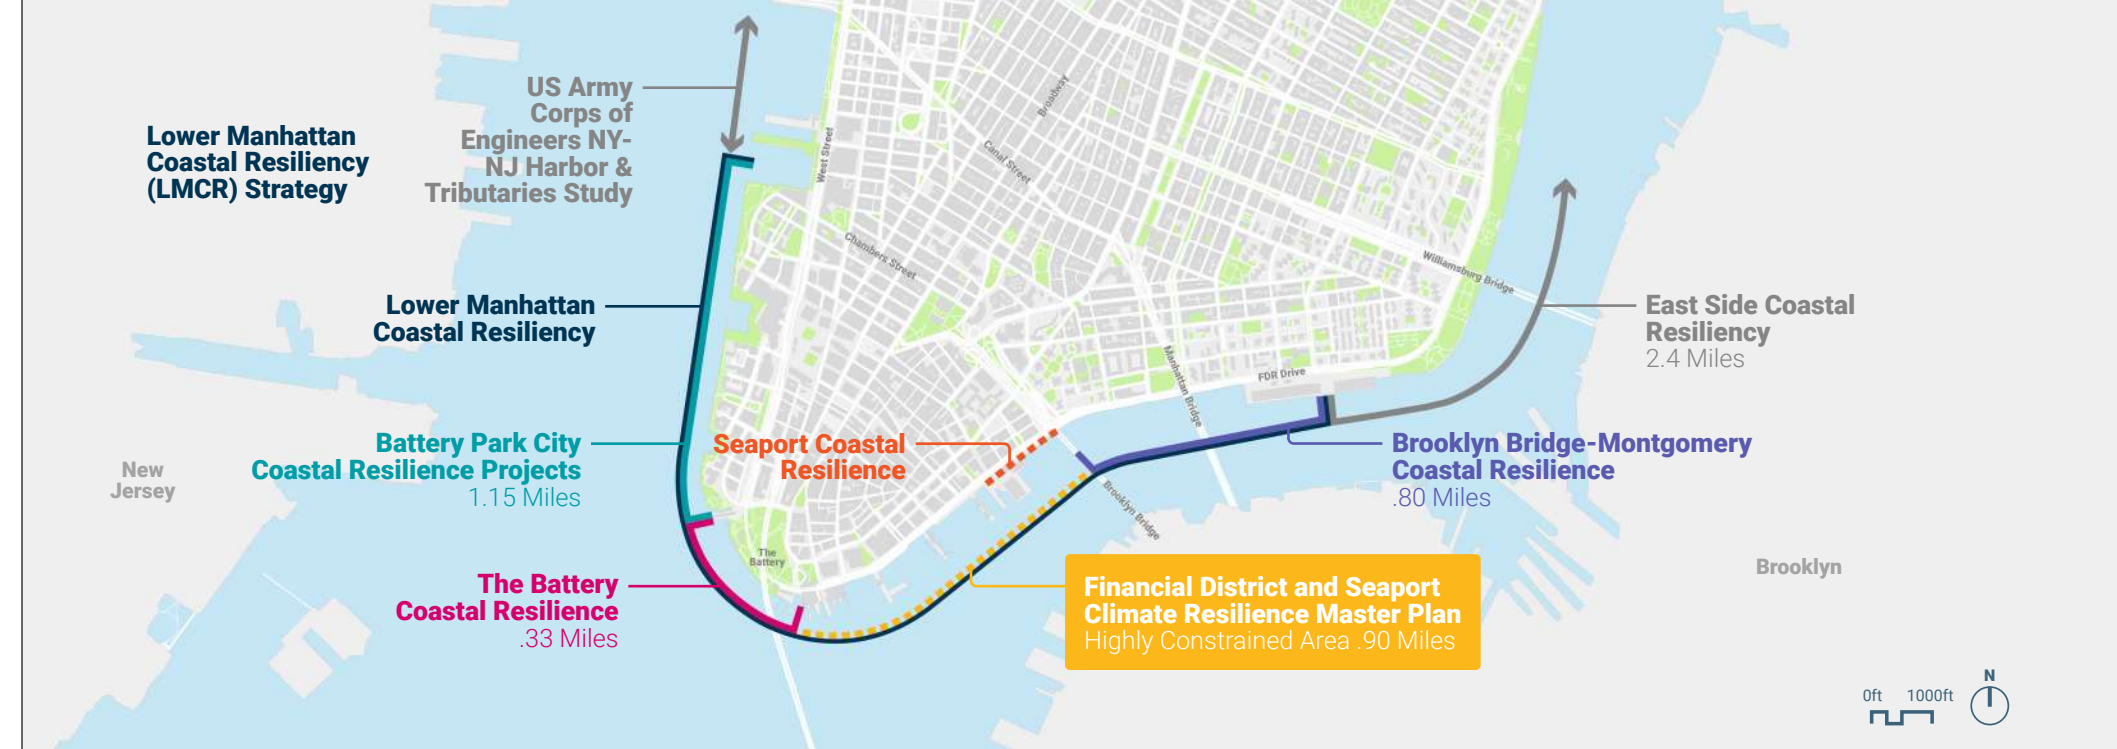 Lower Manhattan
Coastal Resiliency
(LMCR) Strategy
US Army
Corps of
Engineers NY-
NJ Harbor &
Tributaries Study
Lower Manhattan
Coastal Resiliency
Battery Park City
Coastal Resilience Projects
1.15 Miles
The Battery
Coastal Resilience
.33 Miles
Seaport Coastal
Resilience
Financial District and Seaport
Climate Resilience Master Plan
Highly Constrained Area .90 Miles
Brooklyn Bridge-Montgomery
Coastal Resilience
.80 Miles
East Side Coastal
Resiliency
2.4 Miles
New
Jersey
Brooklyn
West Street
Broadway
Canal Street
Chambers Street
Williamsburg Bridge
Manhattan Bridge
FDR Drive
Brooklyn Bridge
The
Battery
0ft 1000ft
N